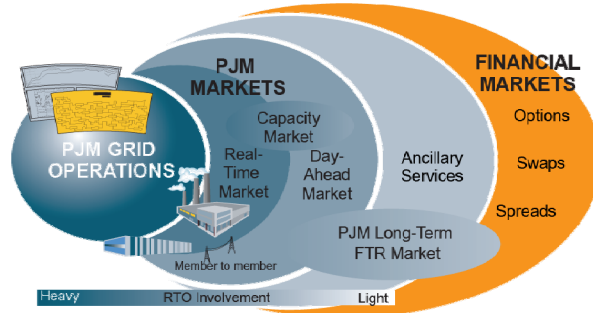 PJM
MARKETS
FINANCIAL
MARKETS
PJM GRID
OPERATIONS
Capacity
Market
Real-
Time
Market
Day-
Ahead
Market
Ancillary
Services
Options
Swaps
Spreads
PJM Long-Term
FTR Market
Member to member
Heavy RTO Involvement Light